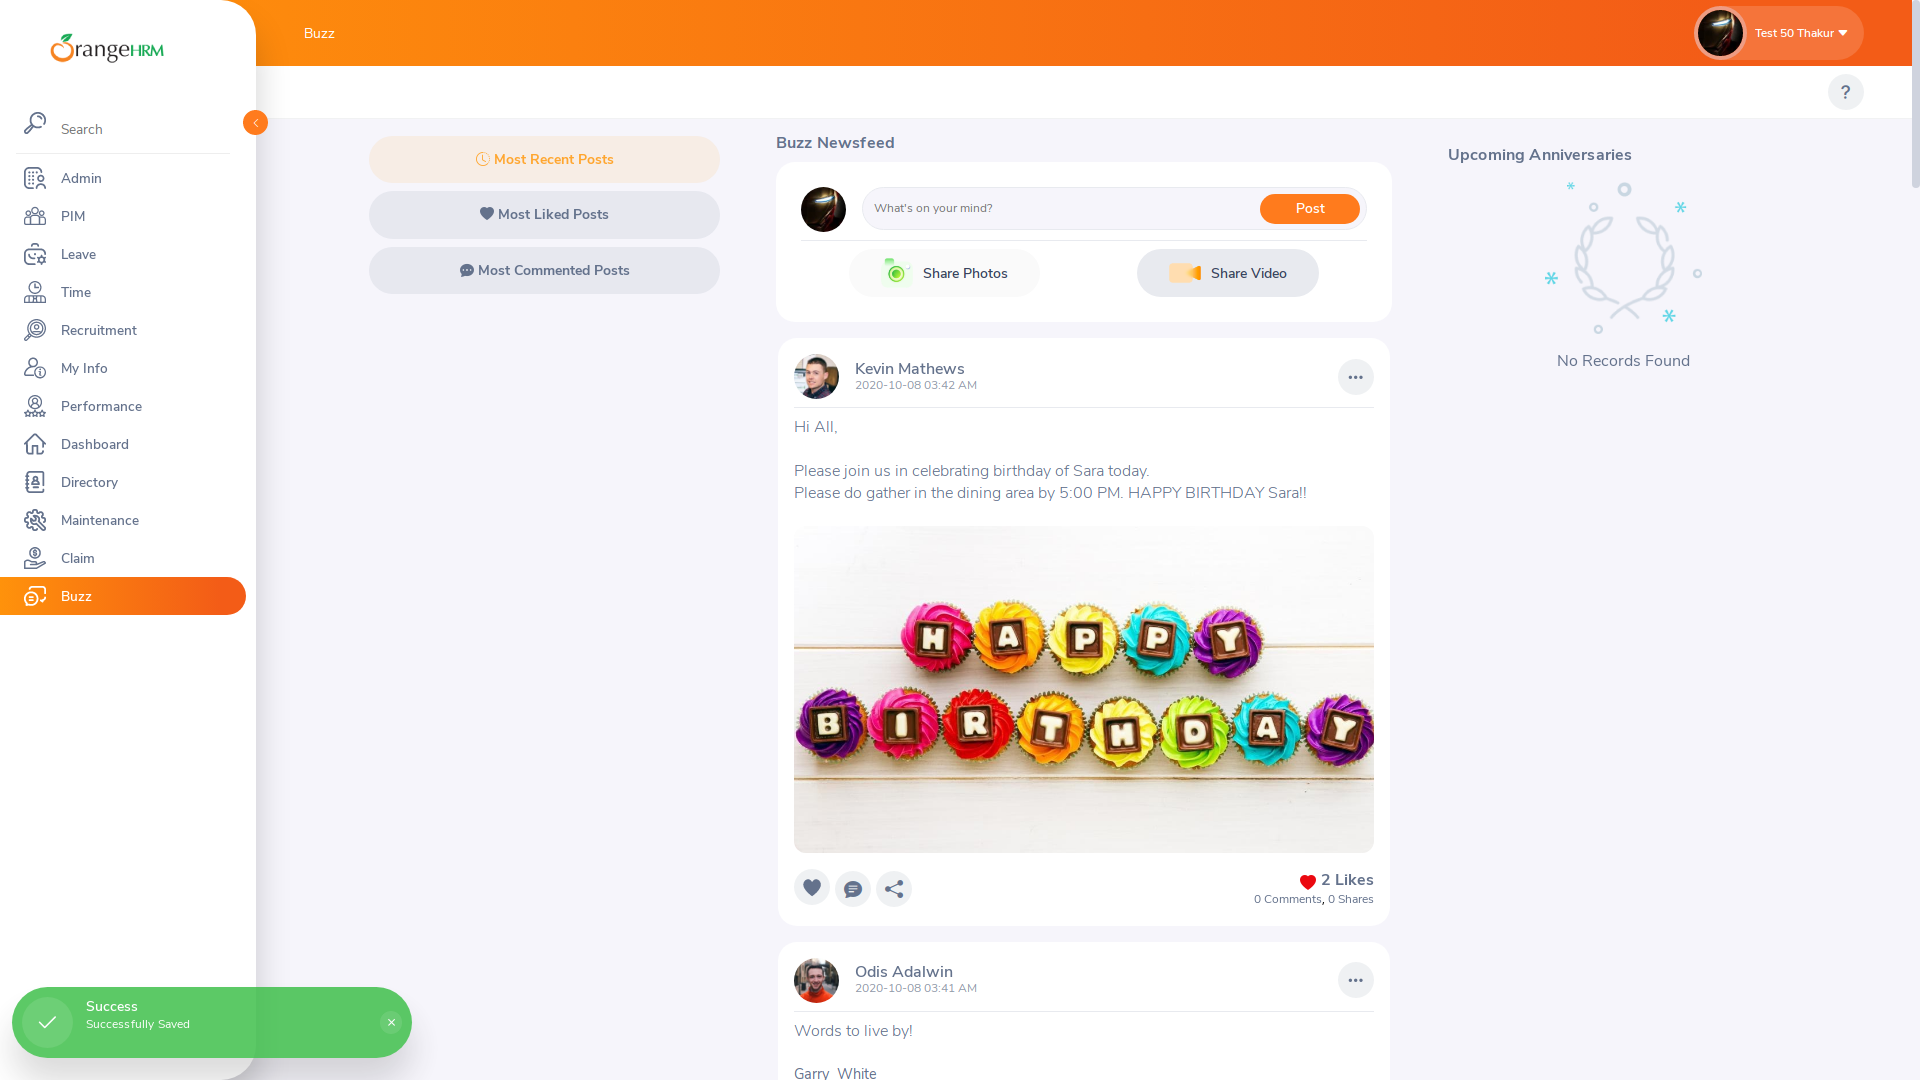 OrangeHRM
Search
Admin
PIM
Leave
Time
Recruitment
My Info
Performance
Dashboard
Directory
Maintenance
Claim
Buzz
Buzz
Test 50 Thakur
?
Most Recent Posts
Most Liked Posts
Most Commented Posts
Buzz Newsfeed
What's on your mind?
Post
Share Photos
Share Video
Kevin Mathews
2020-10-08 03:42 AM
Hi All,
Please join us in celebrating birthday of Sara today.
Please do gather in the dining area by 5:00 PM. HAPPY BIRTHDAY Sara!!
HAPPY
BIRTHDAY
2 Likes
0 Comments, 0 Shares
Odis Adalwin
2020-10-08 03:41 AM
Words to live by!
Garry White
Upcoming Anniversaries
No Records Found
Success
Successfully Saved